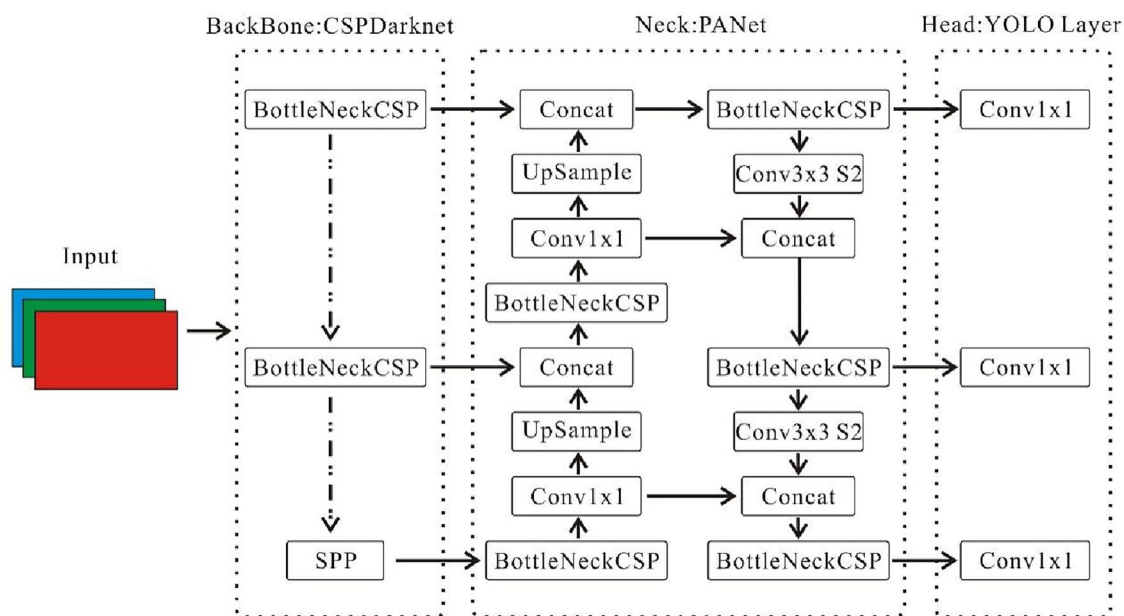 BackBone:CSPDarknet
Neck:PANet
Head:YOLO Layer
BottleNeckCSP
Concat
BottleNeckCSP
Conv1x1
UpSample
Conv3x3 S2
Conv1x1
Concat
Input
BottleNeckCSP
BottleNeckCSP
Concat
BottleNeckCSP
Conv1x1
UpSample
Conv3x3 S2
Conv1x1
Concat
SPP
BottleNeckCSP
BottleNeckCSP
Conv1x1